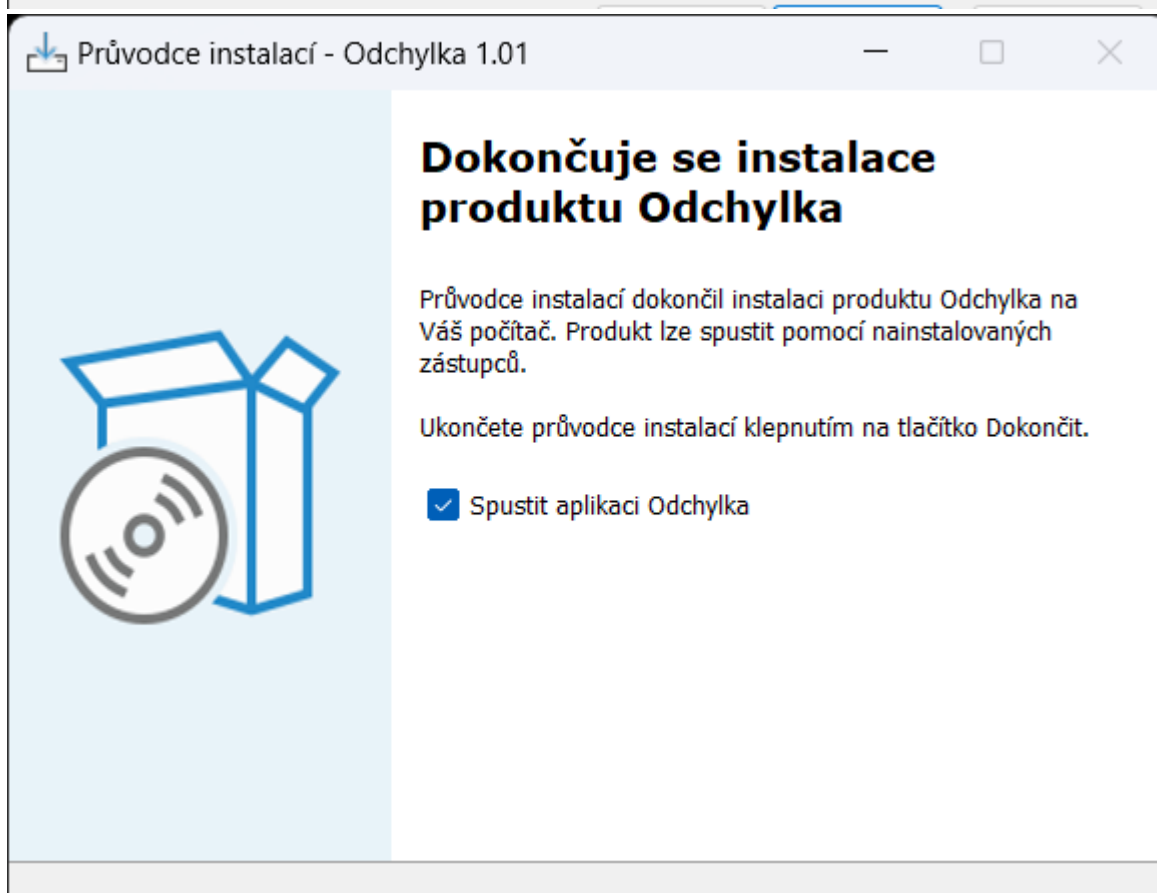 Průvodce instalací - Odchylka 1.01
Dokončuje se instalace
produktu Odchylka
Průvodce instalací dokončil instalaci produktu Odchylka na
Váš počítač. Produkt lze spustit pomocí nainstalovaných
zástupců.
Ukončete průvodce instalací klepnutím na tlačítko Dokončit.
Spustit aplikaci Odchylka